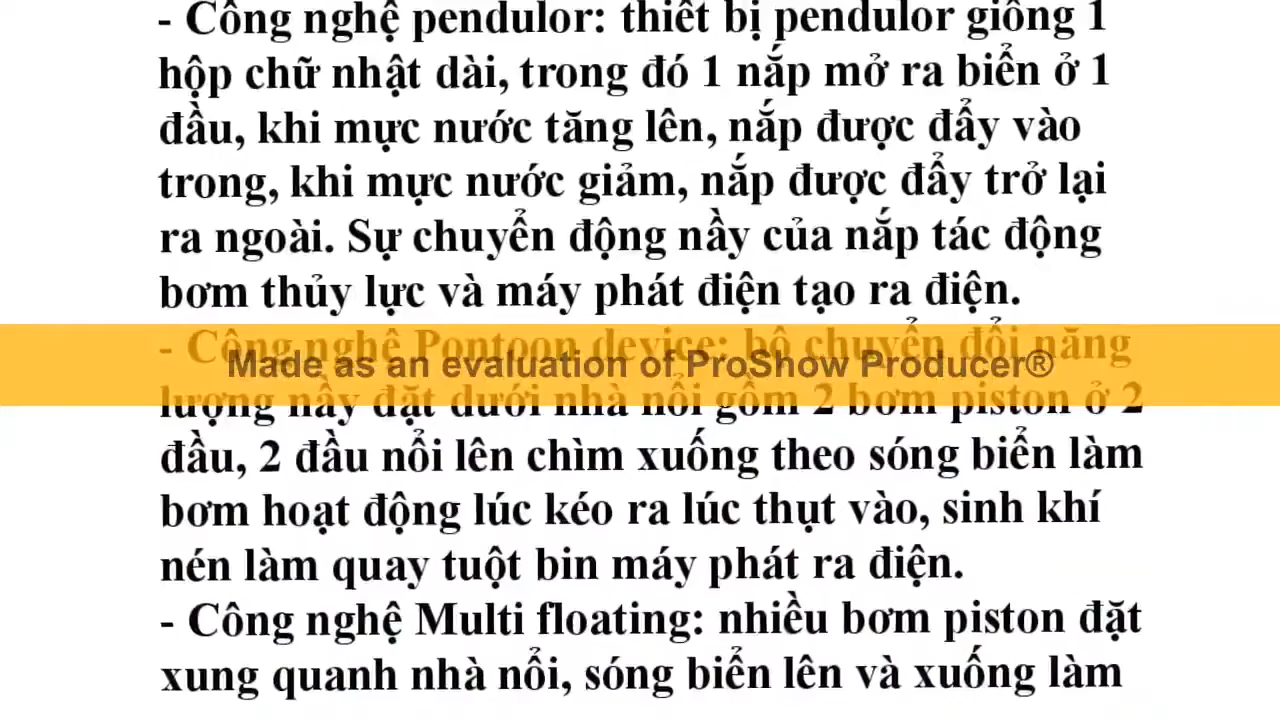 - Công nghệ pendulor: thiết bị pendulor giống 1
hộp chữ nhật dài, trong đó 1 nắp mở ra biển ở 1
đầu, khi mực nước tăng lên, nắp được đẩy vào
trong, khi mực nước giảm, nắp được đẩy trở lại
ra ngoài. Sự chuyển động nầy của nắp tác động
bơm thủy lực và máy phát điện tạo ra điện.
- Công nghệ Pontoon device: bộ chuyển đổi năng
Made as an evaluation of ProShow Producer®
lượng nầy đặt dưới nhà nổi gồm 2 bơm piston ở 2
đầu, 2 đầu nổi lên chìm xuống theo sóng biển làm
bơm hoạt động lúc kéo ra lúc thụt vào, sinh khí
nén làm quay tuột bin máy phát ra điện.
- Công nghệ Multi floating: nhiều bơm piston đặt
xung quanh nhà nổi, sóng biển lên và xuống làm